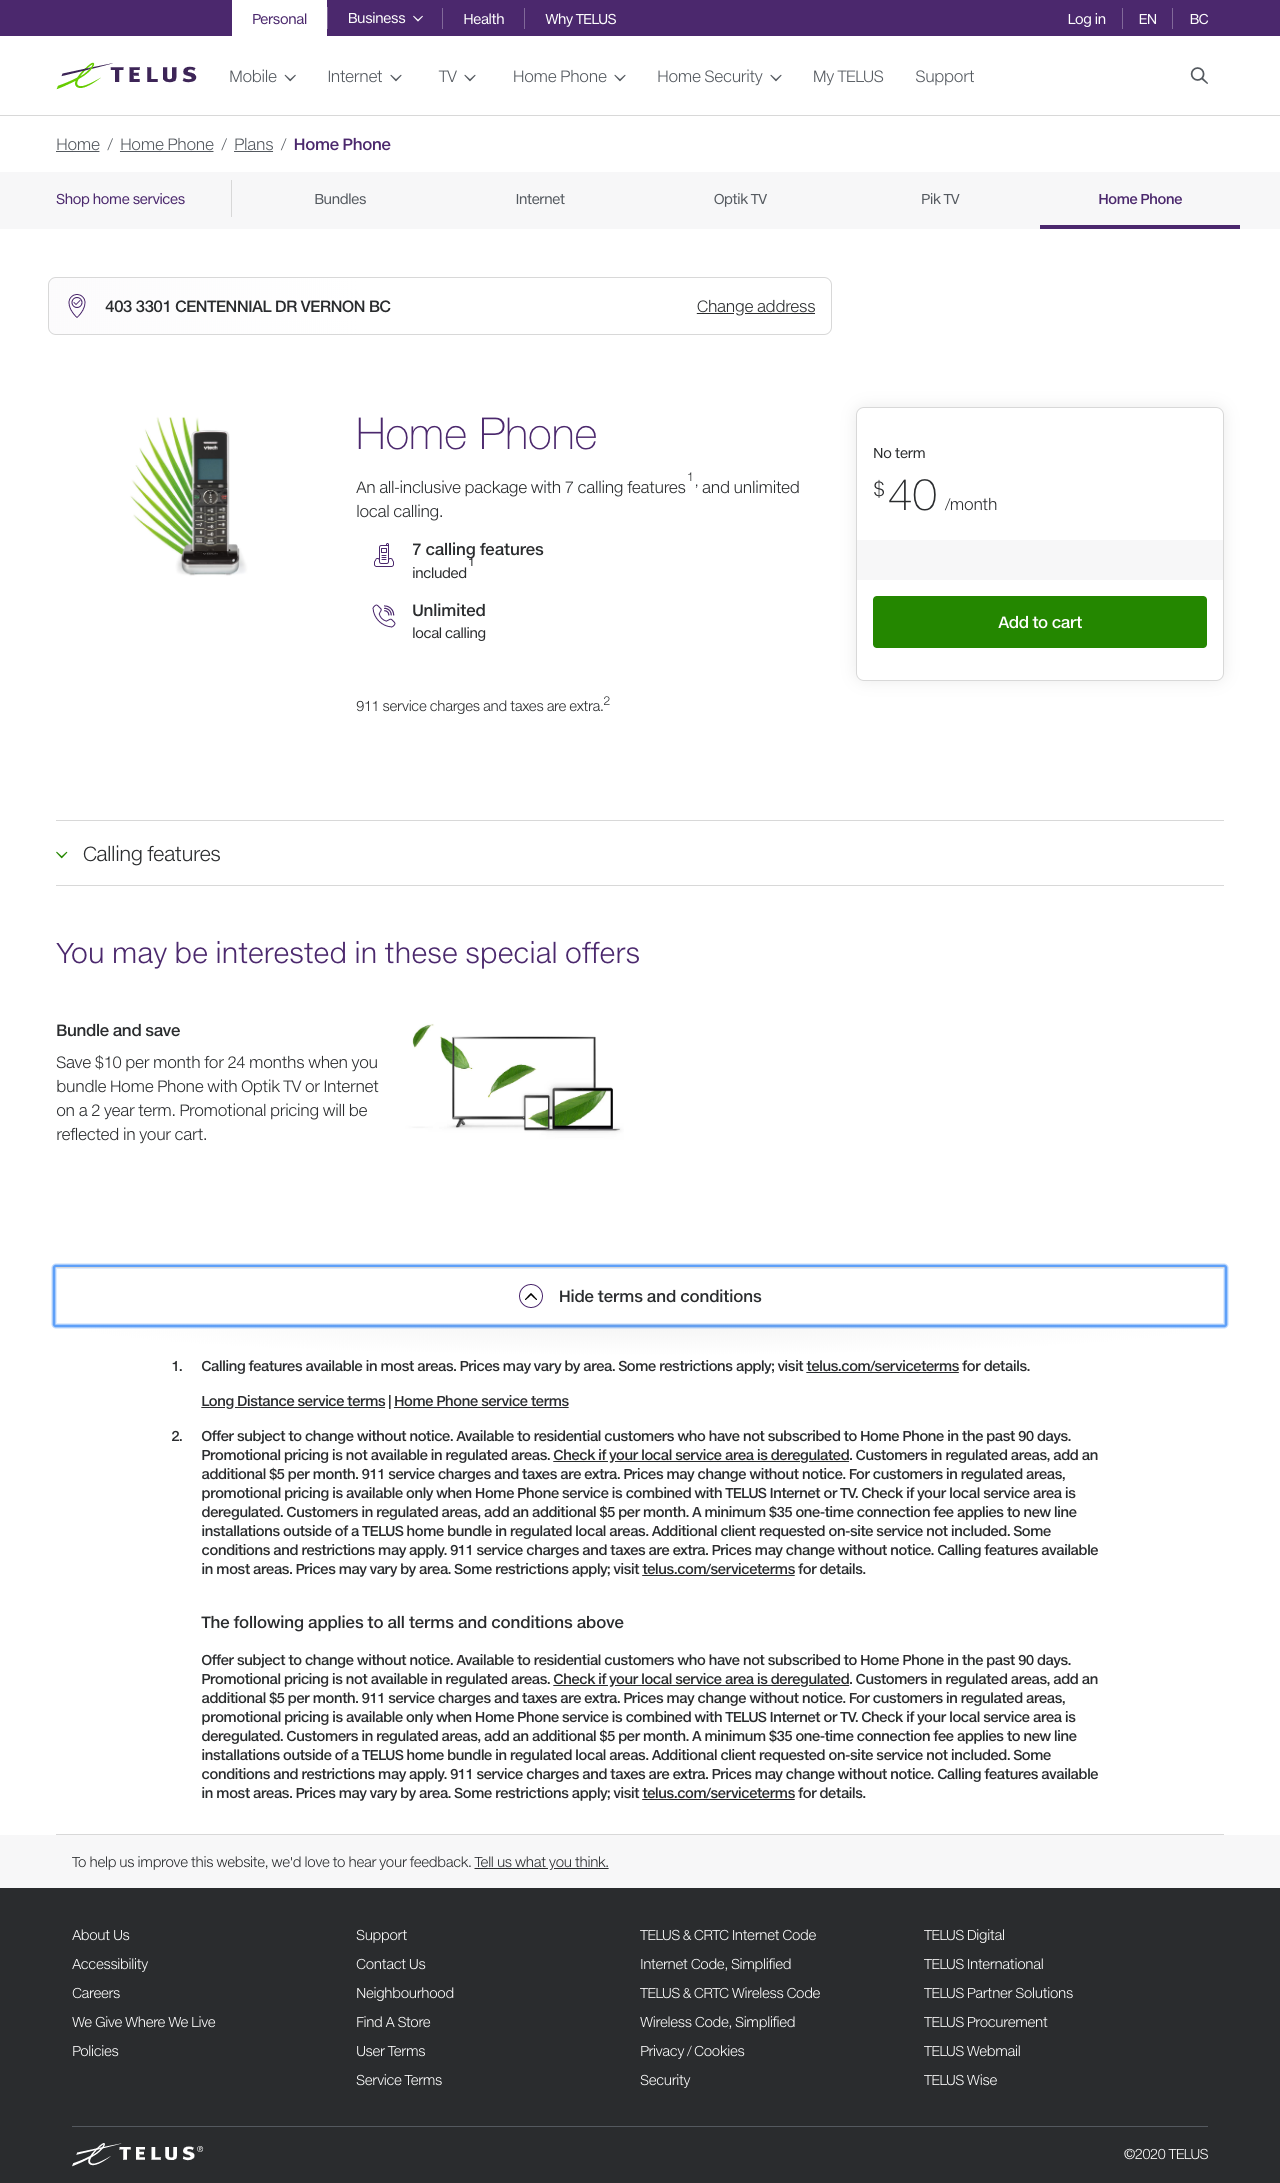 Personal
Business
Health
Why TELUS
Log in
EN
BC
TELUS
Mobile
Internet
TV
Home Phone
Home Security
My TELUS
Support
Home / Home Phone / Plans / Home Phone
Shop home services
Bundles
Internet
Optik TV
Pik TV
Home Phone
403 3301 CENTENNIAL DR VERNON BC
Change address
Home Phone
An all-inclusive package with 7 calling features1, and unlimited
local calling.
7 calling features
included1
Unlimited
local calling
911 service charges and taxes are extra.2
No term
$40 /month
Add to cart
vtech
Calling features
You may be interested in these special offers
Bundle and save
Save $10 per month for 24 months when you
bundle Home Phone with Optik TV or Internet
on a 2 year term. Promotional pricing will be
reflected in your cart.
Hide terms and conditions
1. Calling features available in most areas. Prices may vary by area. Some restrictions apply; visit telus.com/serviceterms for details.
Long Distance service terms | Home Phone service terms
2. Offer subject to change without notice. Available to residential customers who have not subscribed to Home Phone in the past 90 days.
Promotional pricing is not available in regulated areas. Check if your local service area is deregulated. Customers in regulated areas, add an
additional $5 per month. 911 service charges and taxes are extra. Prices may change without notice. For customers in regulated areas,
promotional pricing is available only when Home Phone service is combined with TELUS Internet or TV. Check if your local service area is
deregulated. Customers in regulated areas, add an additional $5 per month. A minimum $35 one-time connection fee applies to new line
installations outside of a TELUS home bundle in regulated local areas. Additional client requested on-site service not included. Some
conditions and restrictions may apply. 911 service charges and taxes are extra. Prices may change without notice. Calling features available
in most areas. Prices may vary by area. Some restrictions apply; visit telus.com/serviceterms for details.
The following applies to all terms and conditions above
Offer subject to change without notice. Available to residential customers who have not subscribed to Home Phone in the past 90 days.
Promotional pricing is not available in regulated areas. Check if your local service area is deregulated. Customers in regulated areas, add an
additional $5 per month. 911 service charges and taxes are extra. Prices may change without notice. For customers in regulated areas,
promotional pricing is available only when Home Phone service is combined with TELUS Internet or TV. Check if your local service area is
deregulated. Customers in regulated areas, add an additional $5 per month. A minimum $35 one-time connection fee applies to new line
installations outside of a TELUS home bundle in regulated local areas. Additional client requested on-site service not included. Some
conditions and restrictions may apply. 911 service charges and taxes are extra. Prices may change without notice. Calling features available
in most areas. Prices may vary by area. Some restrictions apply; visit telus.com/serviceterms for details.
To help us improve this website, we'd love to hear your feedback. Tell us what you think.
About Us
Accessibility
Careers
We Give Where We Live
Policies
Support
Contact Us
Neighbourhood
Find A Store
User Terms
Service Terms
TELUS & CRTC Internet Code
Internet Code, Simplified
TELUS & CRTC Wireless Code
Wireless Code, Simplified
Privacy / Cookies
Security
TELUS Digital
TELUS International
TELUS Partner Solutions
TELUS Procurement
TELUS Webmail
TELUS Wise
TELUS®
©2020 TELUS